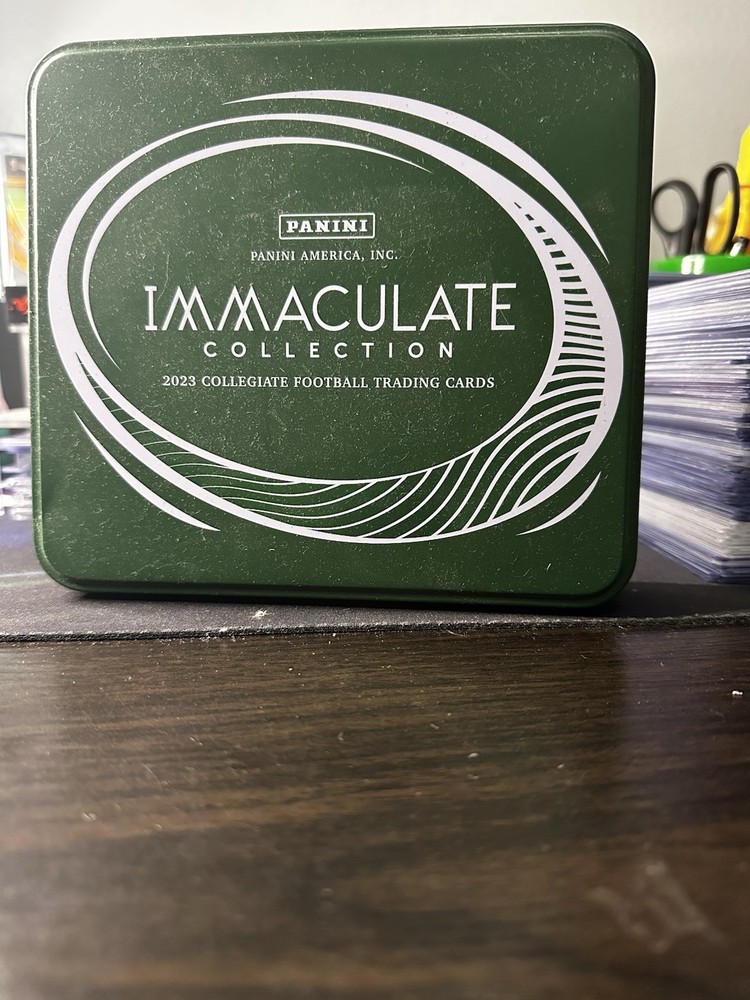 PANINI
PANINI AMERICA, INC.
IMMACULATE
COLLECTION
2023 COLLEGIATE FOOTBALL TRADING CARDS